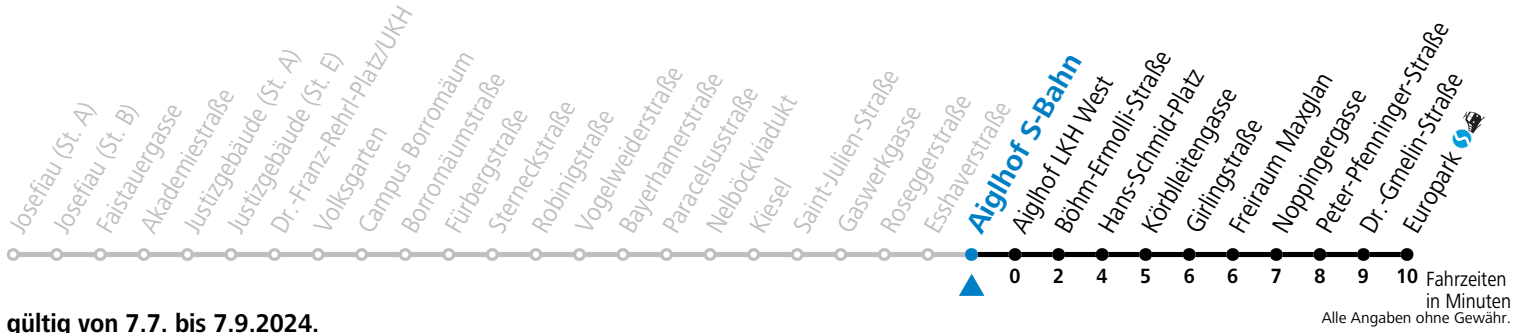 Josefiau (St. A)
Josefiau (St. B)
Faistauergasse
Akademiestraße
Justizgebäude (St. A)
Justizgebäude (St. E)
Dr.-Franz-Rehrl-Platz/UKH
Volksgarten
Campus Borromäum
Borromäumstraße
Fürbergstraße
Sterneckstraße
Robinigstraße
Vogelweiderstraße
Bayerhamerstraße
Paracelsusstraße
Nelböckviadukt
Kiesel
Saint-Julien-Straße
Gaswerkgasse
Roseggerstraße
Esshaverstraße
Aiglhof S-Bahn
Aiglhof LKH West
Böhm-Ermolli-Straße
Hans-Schmid-Platz
Körblleitengasse
Girlingstraße
Freiraum Maxglan
Noppingergasse
Peter-Pfenninger-Straße
Dr.-Gmelin-Straße
Europark
0 2 4 5 6 6 7 8 9 10 Fahrzeiten
in Minuten
Alle Angaben ohne Gewähr.
gültig von 7.7. bis 7.9.2024.